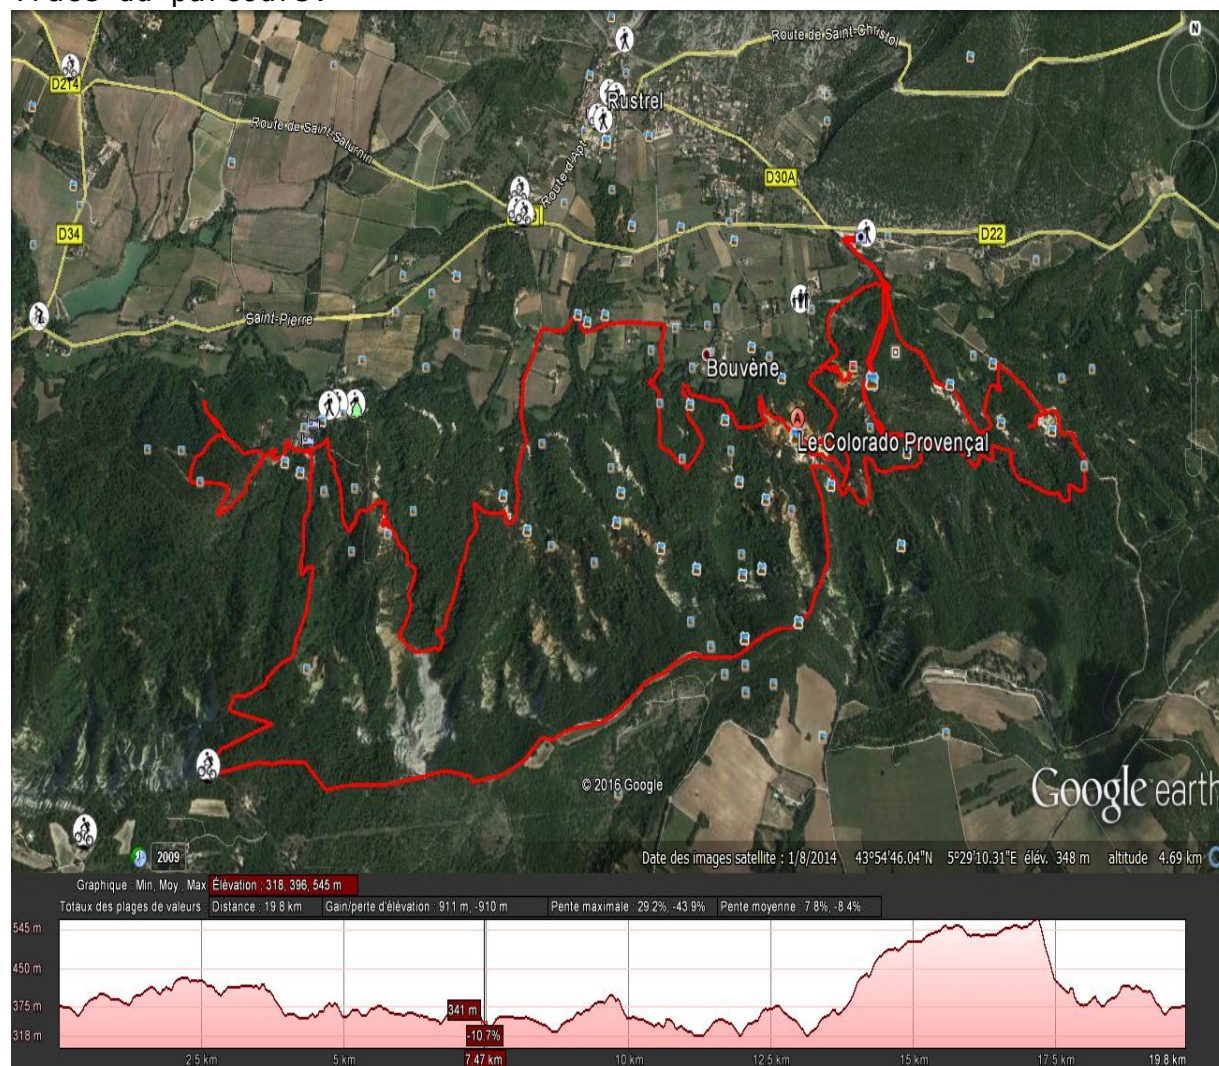 Tracé du parcours.
Route de Saint-Christol
N
D214
Rustrel
Route de Saint-Saturnin
Route d'Apt
D30A
D34
D22
Saint-Pierre
Bouvène
A
Le Colorado Provençal
© 2016 Google
Google earth
2009
Date des images satellite : 1/8/2014 43°54'46.04"N 5°29'10.31"E élév. 348 m altitude 4.69 km
Graphique : Min, Moy, Max Élévation : 318, 396, 545 m
Totaux des plages de valeurs : Distance : 19.8 km Gain/perte d'élévation : 911 m, -910 m Pente maximale : 29.2%, -43.9% Pente moyenne : 7.8%, -8.4%
545 m
450 m
375 m
341 m
318 m
-10.7%
2.5 km 5 km 7.47 km 10 km 12.5 km 15 km 17.5 km 19.8 km